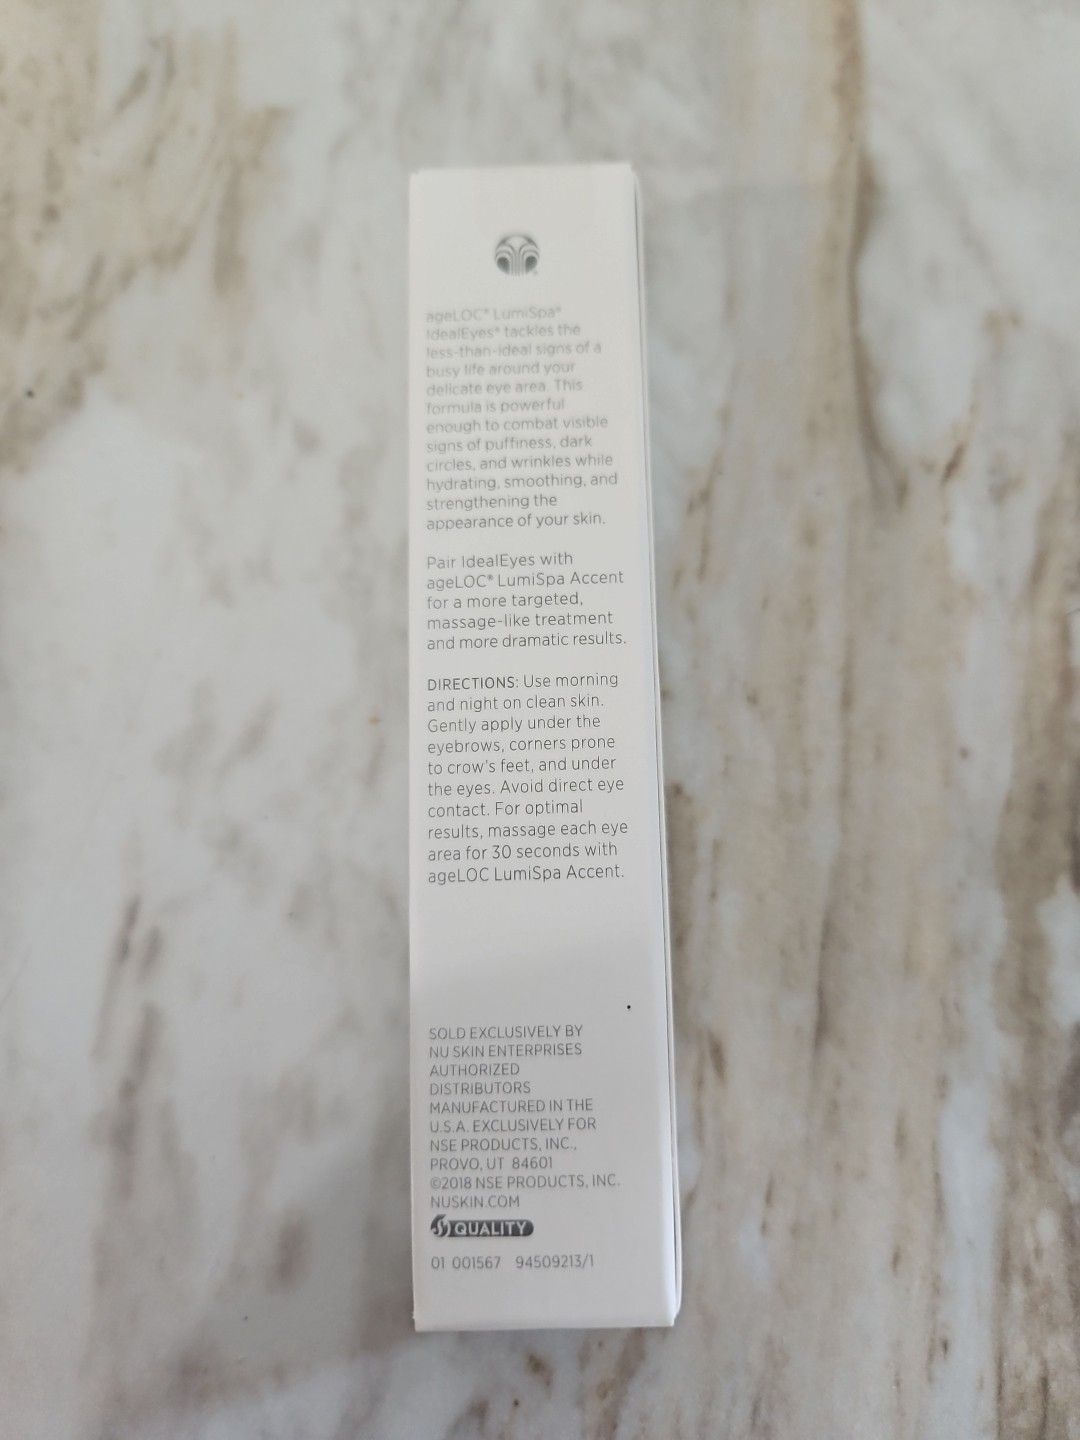 ageLOC® LumiSpa®
IdealEyes® tackles the
less-than-ideal signs of a
busy life around your
delicate eye area. This
formula is powerful
enough to combat visible
signs of puffiness, dark
circles, and wrinkles while
hydrating, smoothing, and
strengthening the
appearance of your skin.
Pair IdealEyes with
ageLOC® LumiSpa Accent
for a more targeted,
massage-like treatment
and more dramatic results.
DIRECTIONS: Use morning
and night on clean skin.
Gently apply under the
eyebrows, corners prone
to crow's feet, and under
the eyes. Avoid direct eye
contact. For optimal
results, massage each eye
area for 30 seconds with
ageLOC LumiSpa Accent.
SOLD EXCLUSIVELY BY
NU SKIN ENTERPRISES
AUTHORIZED
DISTRIBUTORS
MANUFACTURED IN THE
U.S.A. EXCLUSIVELY FOR
NSE PRODUCTS, INC.,
PROVO, UT 84601
©2018 NSE PRODUCTS, INC.
NUSKIN.COM
6S QUALITY
01 001567 94509213/1